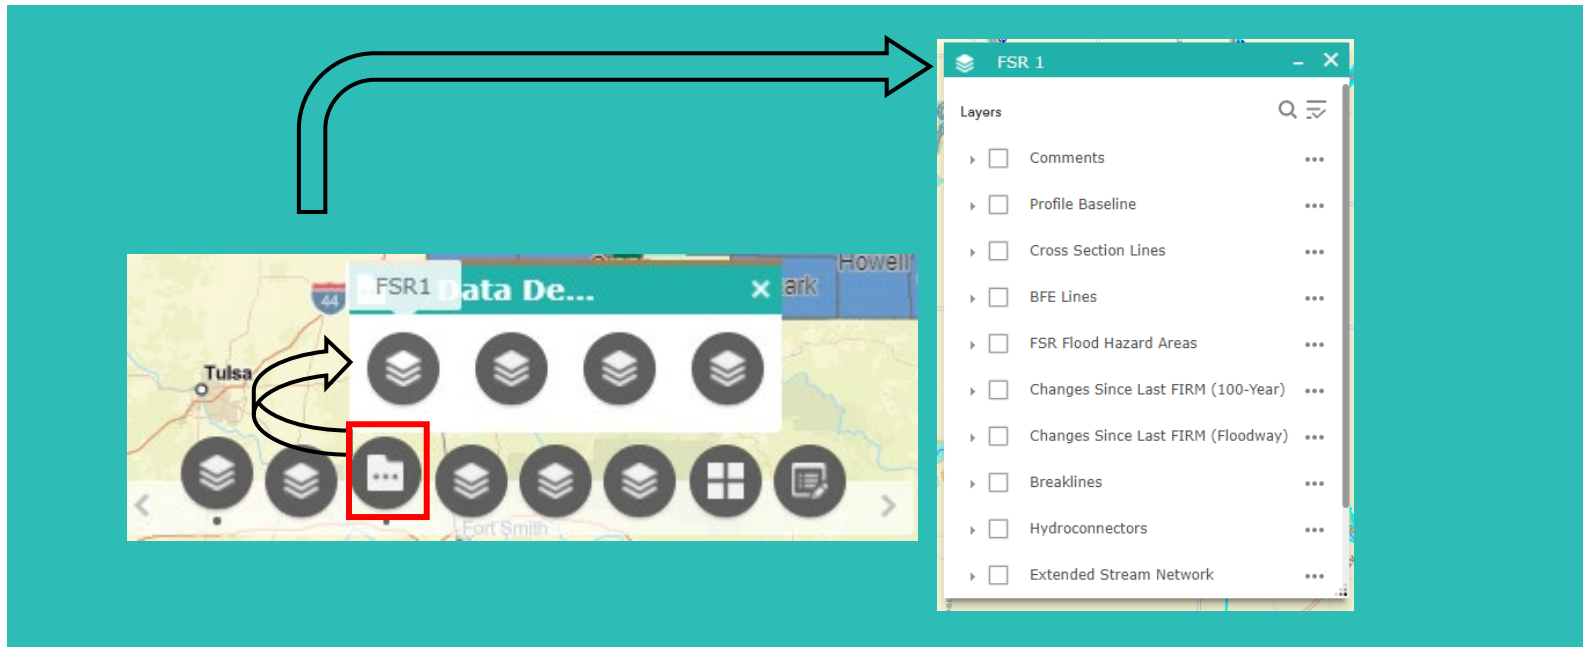 FSR 1
Layers
Comments
Profile Baseline
Cross Section Lines
BFE Lines
FSR Flood Hazard Areas
Changes Since Last FIRM (100-Year)
Changes Since Last FIRM (Floodway)
Breaklines
Hydroconnectors
Extended Stream Network
Howell
FSR1
Data De...
ark
44
Tulsa
Fort Smith